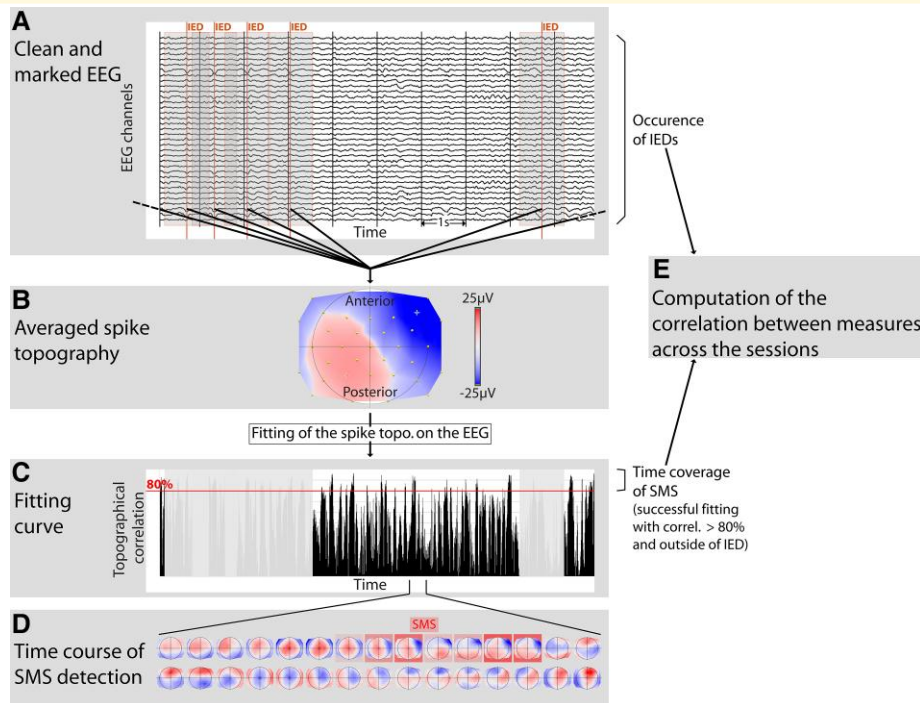 A
Clean and
marked EEG
IED
IED
IED
IED
IED
EEG channels
1s
Time
Occurence
of IEDs
B
Averaged spike
topography
Anterior
Posterior
25μV
-25μV
Fitting of the spike topo. on the EEG
C
Fitting
curve
Topographical
correlation
80%
Time
Time coverage
of SMS
(successful fitting
with correl. > 80%
and outside of IED)
D
Time course of
SMS detection
SMS
E
Computation of the
correlation between measures
across the sessions